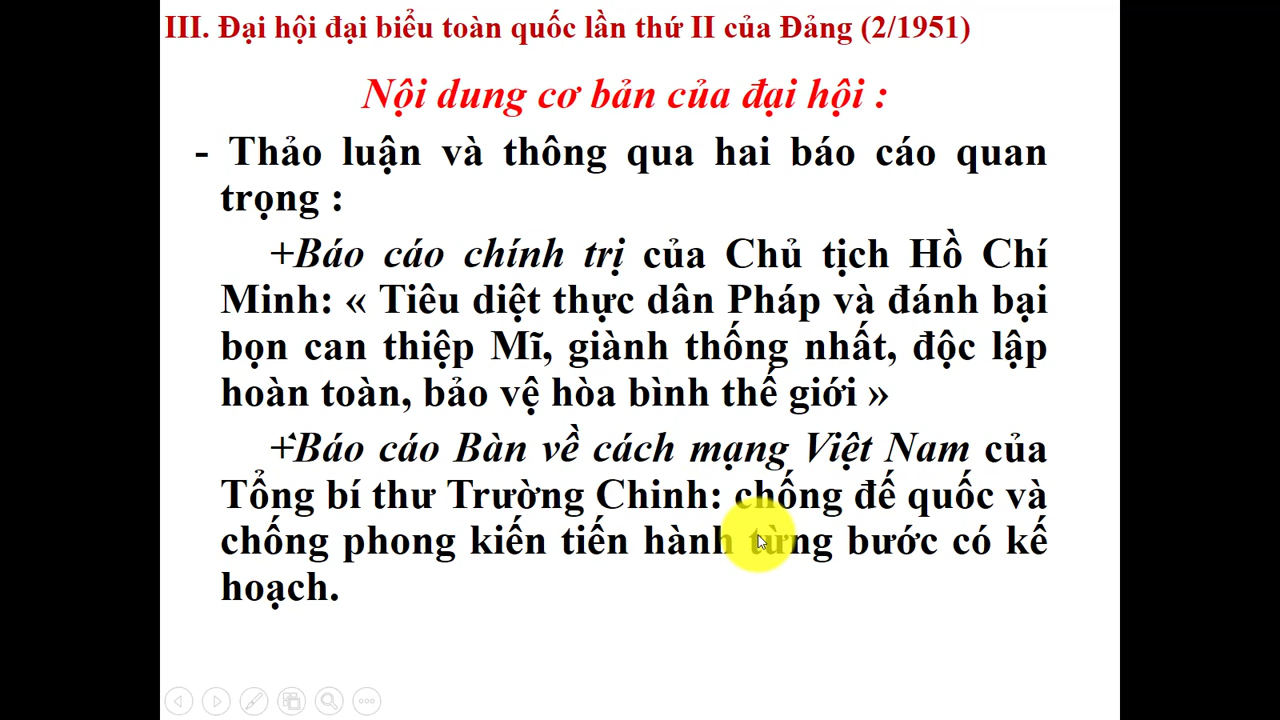 III. Đại hội đại biểu toàn quốc lần thứ II của Đảng (2/1951)
Nội dung cơ bản của đại hội :
- Thảo luận và thông qua hai báo cáo quan
trọng :
+Báo cáo chính trị của Chủ tịch Hồ Chí
Minh: « Tiêu diệt thực dân Pháp và đánh bại
bọn can thiệp Mĩ, giành thống nhất, độc lập
hoàn toàn, bảo vệ hòa bình thế giới »
+Báo cáo Bàn về cách mạng Việt Nam của
Tổng bí thư Trường Chinh: chống đế quốc và
chống phong kiến tiến hành từng bước có kế
hoạch.